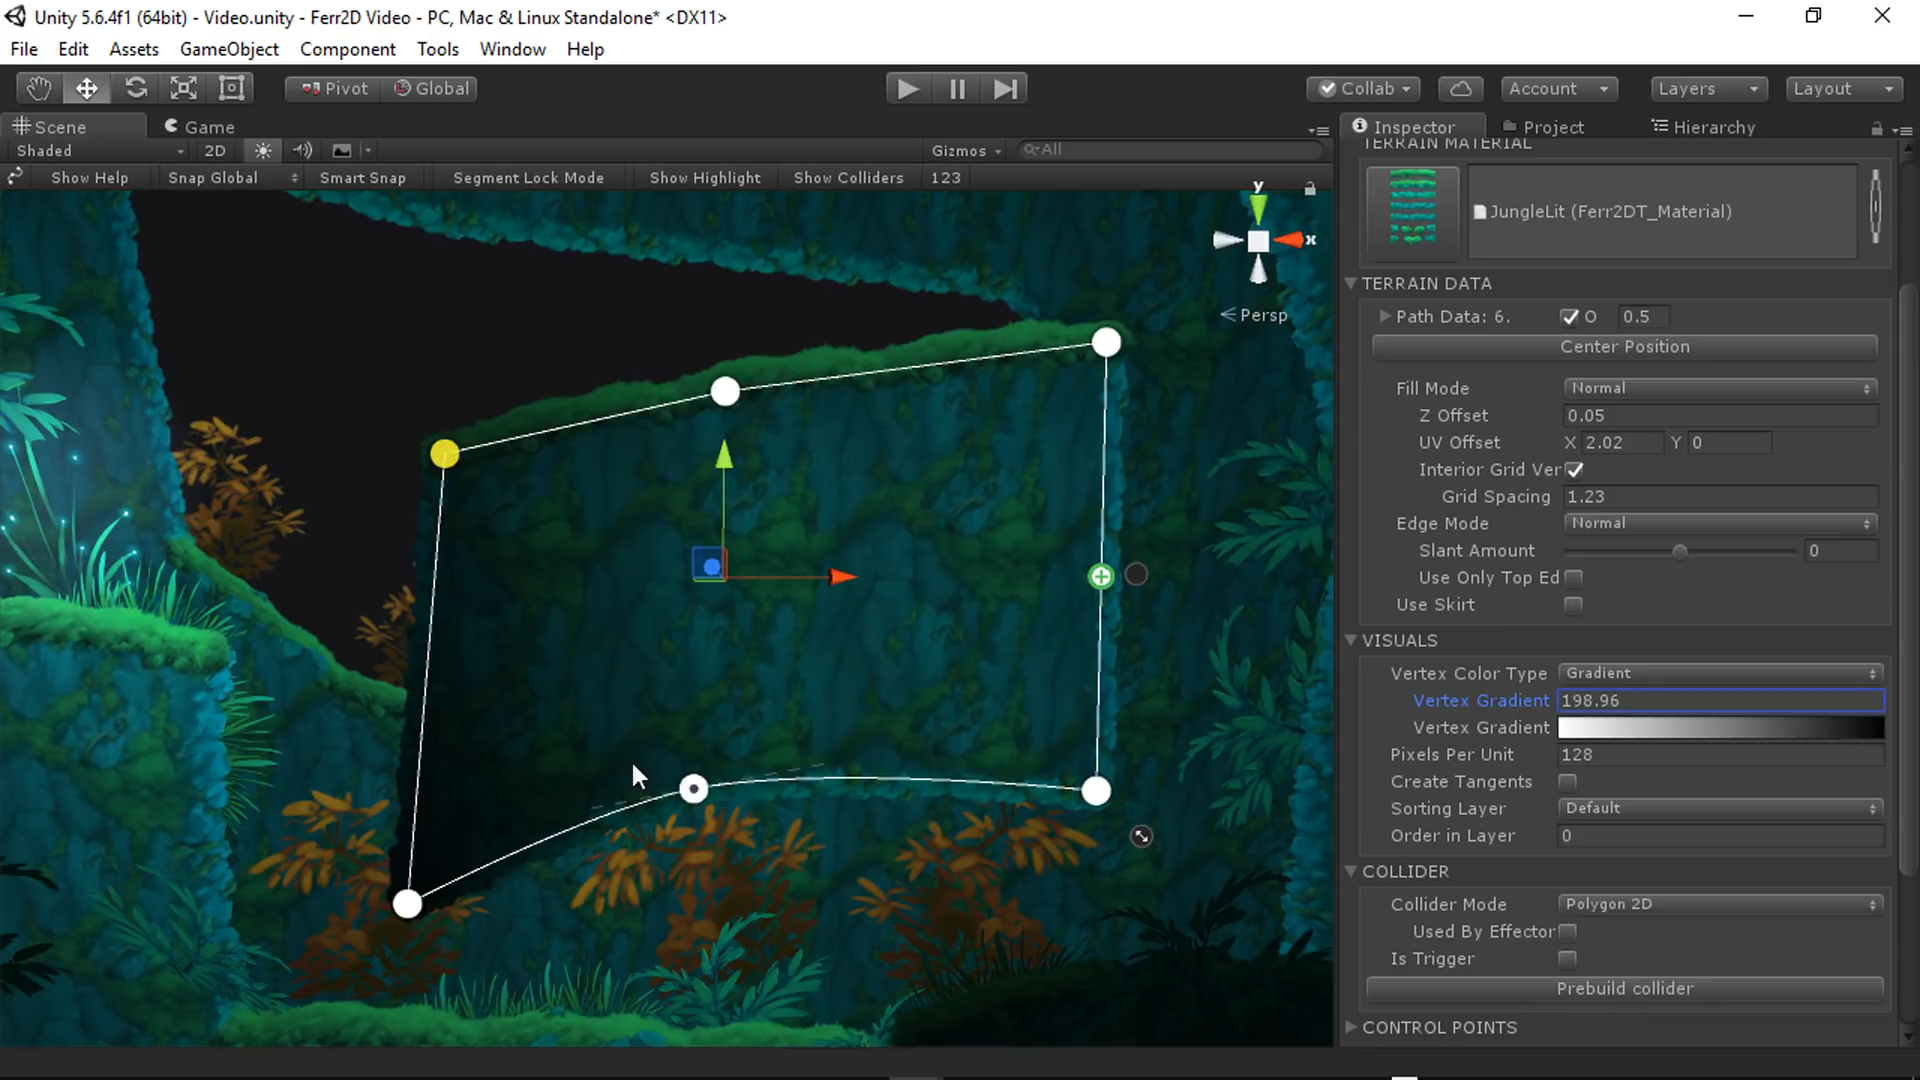 Unity 5.6.4f1 (64bit) - Video.unity - Ferr2D Video - PC, Mac & Linux Standalone* <DX11>
File Edit Assets GameObject Component Tools Window Help
Pivot Global Collab Account Layers Layout
Scene Game
Shaded 2D Gizmos All
Show Help Snap Global Smart Snap Segment Lock Mode Show Highlight Show Colliders 123
y
x
Persp
Inspector Project Hierarchy
TERRAIN MATERIAL
JungleLit (Ferr2DT_Material)
TERRAIN DATA
Path Data: 6. O 0.5
Center Position
Fill Mode Normal
Z Offset 0.05
UV Offset X 2.02 Y 0
Interior Grid Ver
Grid Spacing 1.23
Edge Mode Normal
Slant Amount 0
Use Only Top Ed
Use Skirt
VISUALS
Vertex Color Type Gradient
Vertex Gradient 198.96
Vertex Gradient
Pixels Per Unit 128
Create Tangents
Sorting Layer Default
Order in Layer 0
COLLIDER
Collider Mode Polygon 2D
Used By Effector
Is Trigger
Prebuild collider
CONTROL POINTS